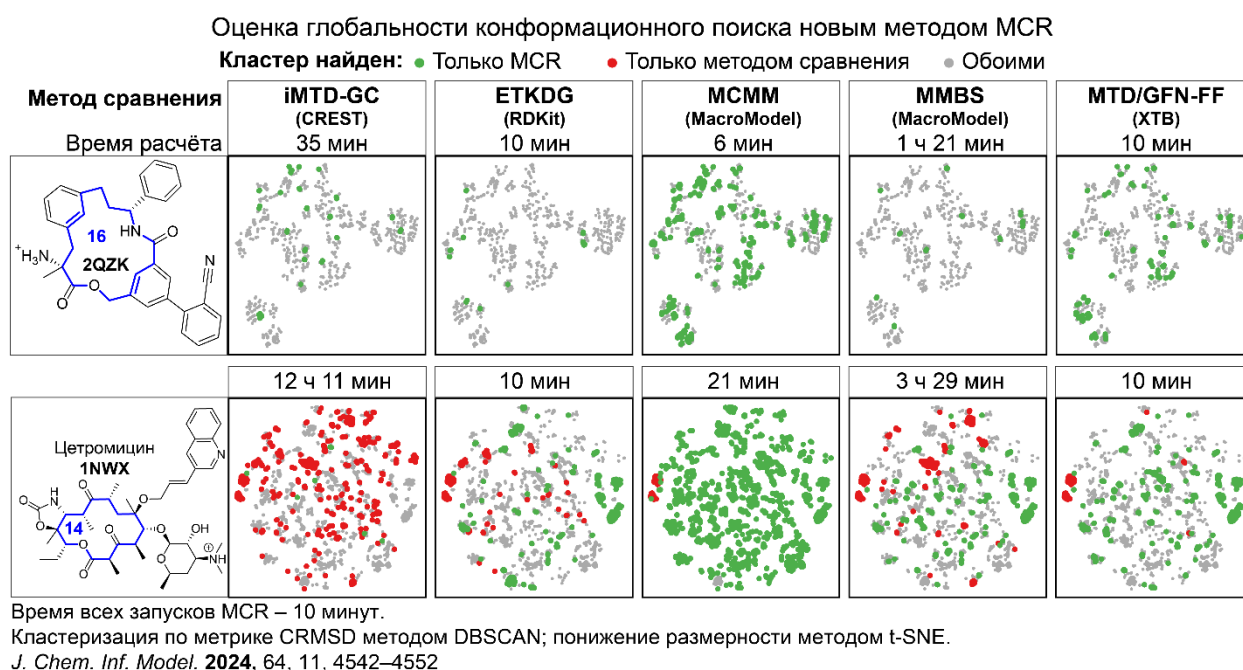 Оценка глобальности конформационного поиска новым методом MCR
Кластер найден: Только MCR Только методом сравнения Обоими
Метод сравнения iMTD-GC ETKDG MCMM MMBS MTD/GFN-FF
(CREST) (RDKit) (MacroModel) (MacroModel) (XTB)
Время расчёта 35 мин 10 мин 6 мин 1 ч 21 мин 10 мин
HN
O
16
+
H3N
2QZK
N
O
O
12 ч 11 мин 10 мин 21 мин 3 ч 29 мин 10 мин
Цетромицин
1NWX
N
O
NH
O
O
O
14
O
O
O
O
OH
O
N
+
O
Время всех запусков MCR – 10 минут.
Кластеризация по метрике CRMSD методом DBSCAN; понижение размерности методом t-SNE.
J. Chem. Inf. Model. 2024, 64, 11, 4542–4552